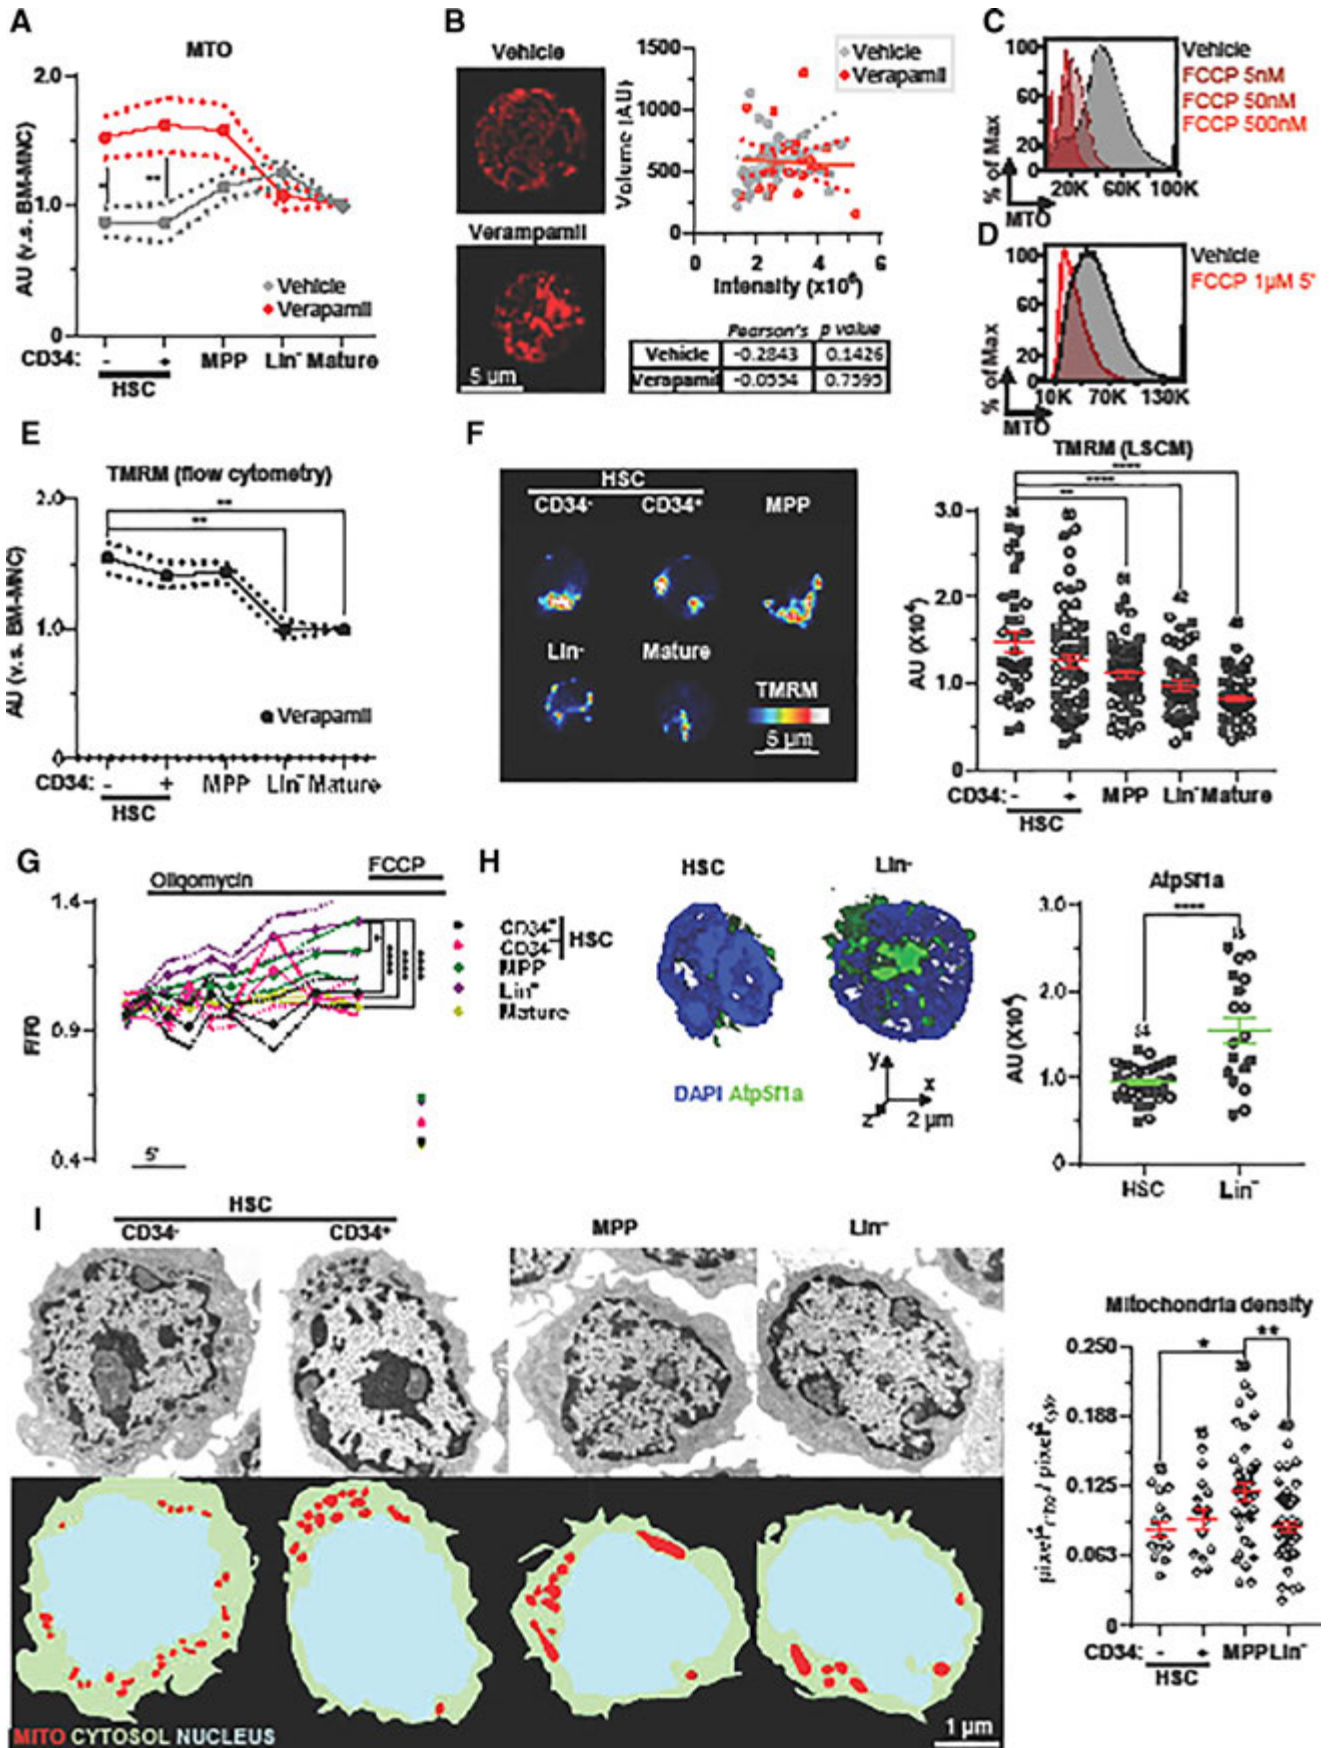 A
MTO
2.0
1.0
0
AU (v.s. BM-MNC)
**
Vehicle
Verapamil
CD34: - + MPP Lin⁻ Mature
HSC
B
Vehicle
Verampamil
5 µm
1500
1000
500
0
Volume (AU)
Vehicle
Verapamil
0 2 4 6
Intensity (x10⁶)
Pearson's p value
Vehicle -0.2843 0.1426
Verapamil
C
100
60
20
% of Max
20K 60K 100K
MTO
Vehicle
FCCP 5nM
FCCP 50nM
FCCP 500nM
D
100
60
20
% of Max
10K 70K 130K
MTO
Vehicle
FCCP 1µM 5'
E
TMRM (flow cytometry)
2.0
1.0
0
AU (v.s. BM-MNC)
**
**
Verapamil
CD34: - + MPP Lin⁻ Mature
HSC
F
HSC
CD34⁻ CD34⁺ MPP
Lin- Mature
TMRM
5 µm
TMRM (LSCM)
****
****
**
3.0
2.0
1.0
0
AU (X10⁶)
CD34: - + MPP Lin⁻ Mature
HSC
G
Oligomycin
FCCP
1.4
0.9
0.4
F/F0
*
****
****
****
5'
HSC
MPP
Lin⁻
Mature
H
HSC Lin-
DAPI Atp5f1a
y
x
z 2 µm
Atp5f1a
****
3.0
2.0
1.0
0
AU (X10⁶)
HSC Lin⁻
I
HSC
CD34⁻ CD34⁺ MPP Lin⁻
MITO CYTOSOL NUCLEUS
1 µm
Mitochondria density
* **
0.250
0.188
0.125
0.063
0
CD34: - + MPP Lin⁻
HSC